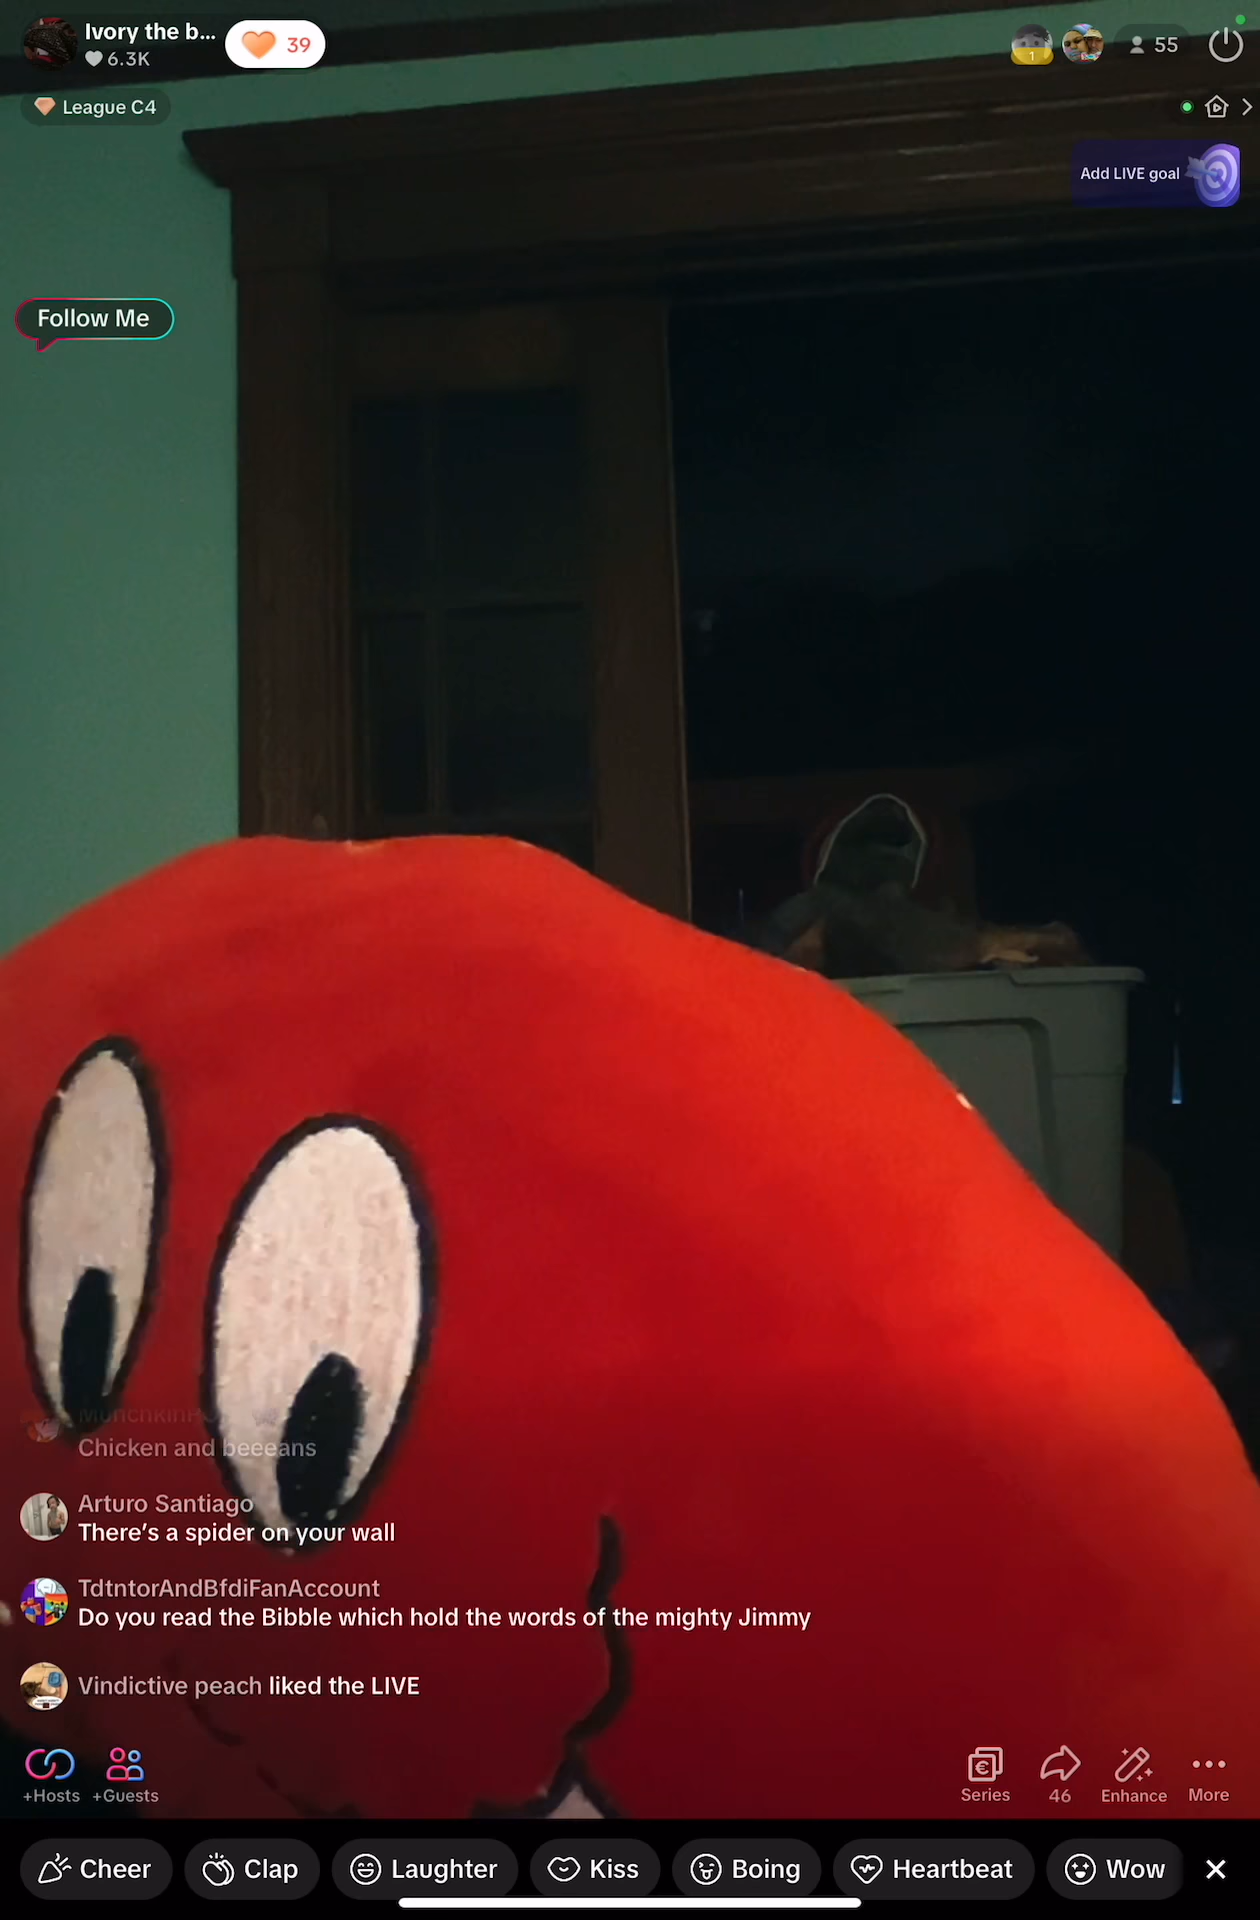 Ivory the b...
6.3K
39
1
55
League C4
Add LIVE goal
Follow Me
Chicken and beeeans
Arturo Santiago
There's a spider on your wall
TdtntorAndBfdiFanAccount
Do you read the Bibble which hold the words of the mighty Jimmy
Vindictive peach liked the LIVE
+Hosts
+Guests
Series
46
Enhance
More
Cheer
Clap
Laughter
Kiss
Boing
Heartbeat
Wow